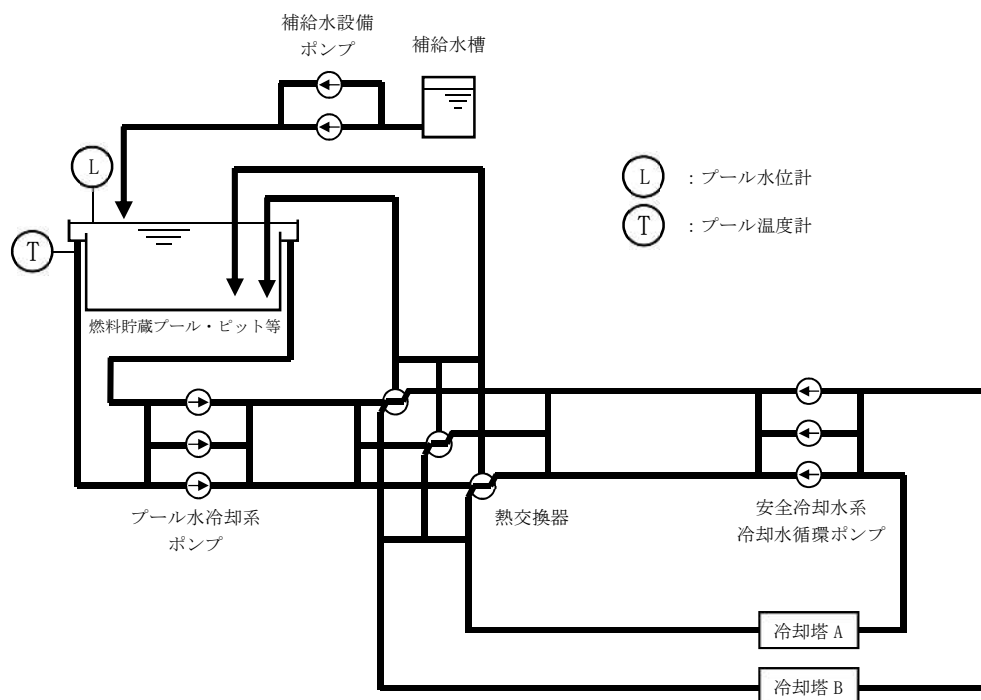 補給水設備
ポンプ
補給水槽
L
L
:プール水位計
T
T
:プール温度計
燃料貯蔵プール・ピット等
プール水冷却系
ポンプ
熱交換器
安全冷却水系
冷却水循環ポンプ
冷却塔 A
冷却塔 B